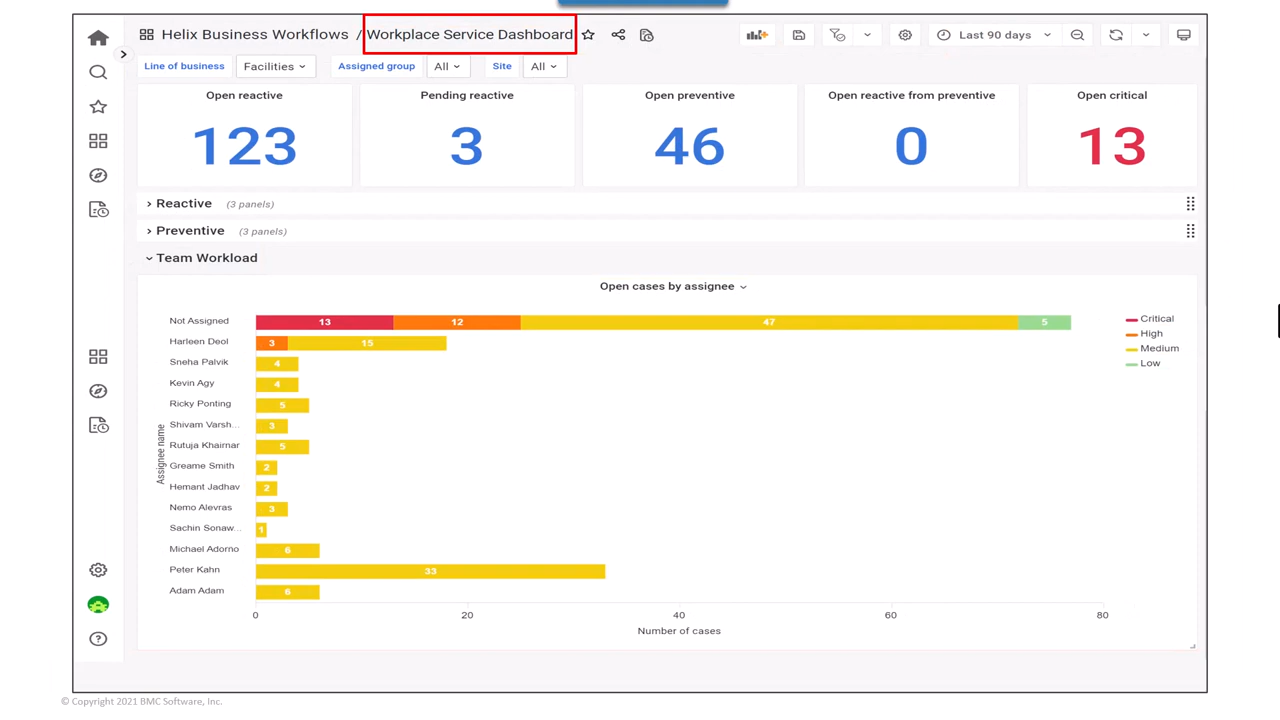 Helix Business Workflows / Workplace Service Dashboard
Last 90 days
Line of business
Facilities
Assigned group
All
Site
All
Open reactive
Pending reactive
Open preventive
Open reactive from preventive
Open critical
123
3
46
0
13
Reactive (3 panels)
Preventive (3 panels)
Team Workload
Open cases by assignee
Assignee name
Not Assigned 13 12 47 5
Harleen Deol 3 15
Sneha Palvik 4
Kevin Agy 4
Ricky Ponting 5
Shivam Varsh... 3
Rutuja Khairnar 5
Greame Smith 2
Hemant Jadhav 2
Nemo Alevras 3
Sachin Sonaw... 1
Michael Adorno 6
Peter Kahn 33
Adam Adam 6
0 20 40 60 80
Number of cases
Critical
High
Medium
Low
© Copyright 2021 BMC Software, Inc.